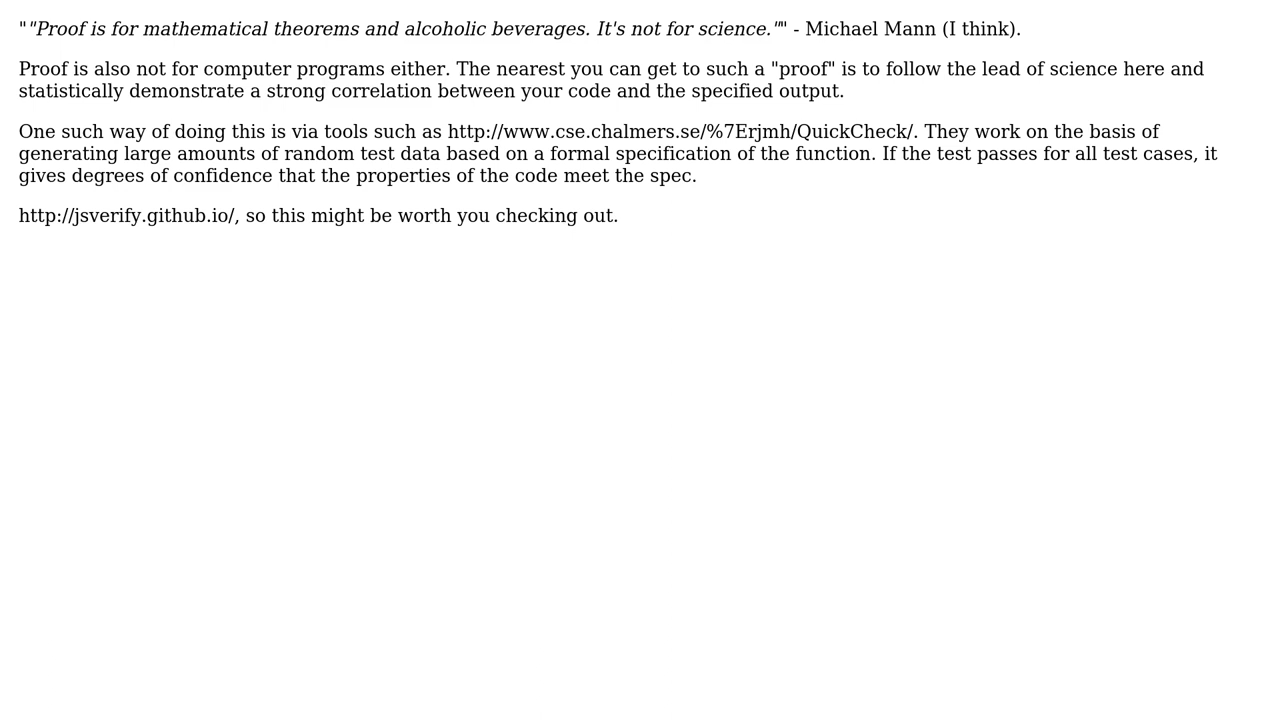 ""Proof is for mathematical theorems and alcoholic beverages. It's not for science."" - Michael Mann (I think).
Proof is also not for computer programs either. The nearest you can get to such a "proof" is to follow the lead of science here and
statistically demonstrate a strong correlation between your code and the specified output.
One such way of doing this is via tools such as http://www.cse.chalmers.se/%7Erjmh/QuickCheck/. They work on the basis of
generating large amounts of random test data based on a formal specification of the function. If the test passes for all test cases, it
gives degrees of confidence that the properties of the code meet the spec.
http://jsverify.github.io/, so this might be worth you checking out.